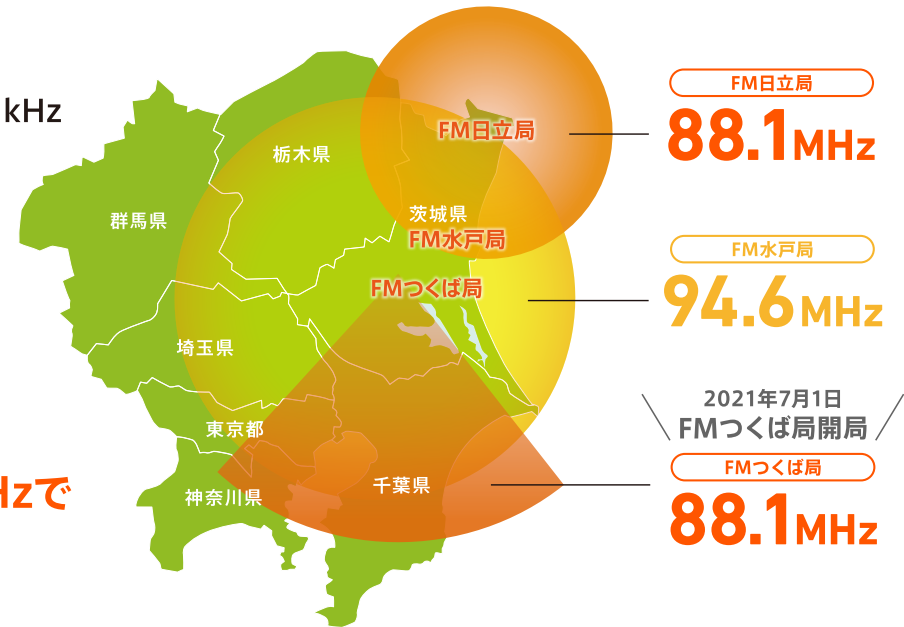 kHz
栃木県
群馬県
茨城県
埼玉県
東京都
神奈川県
千葉県
FM日立局
FM水戸局
FMつくば局
Hzで
FM日立局
88.1MHz
FM水戸局
94.6MHz
2021年7月1日
FMつくば局開局
FMつくば局
88.1MHz